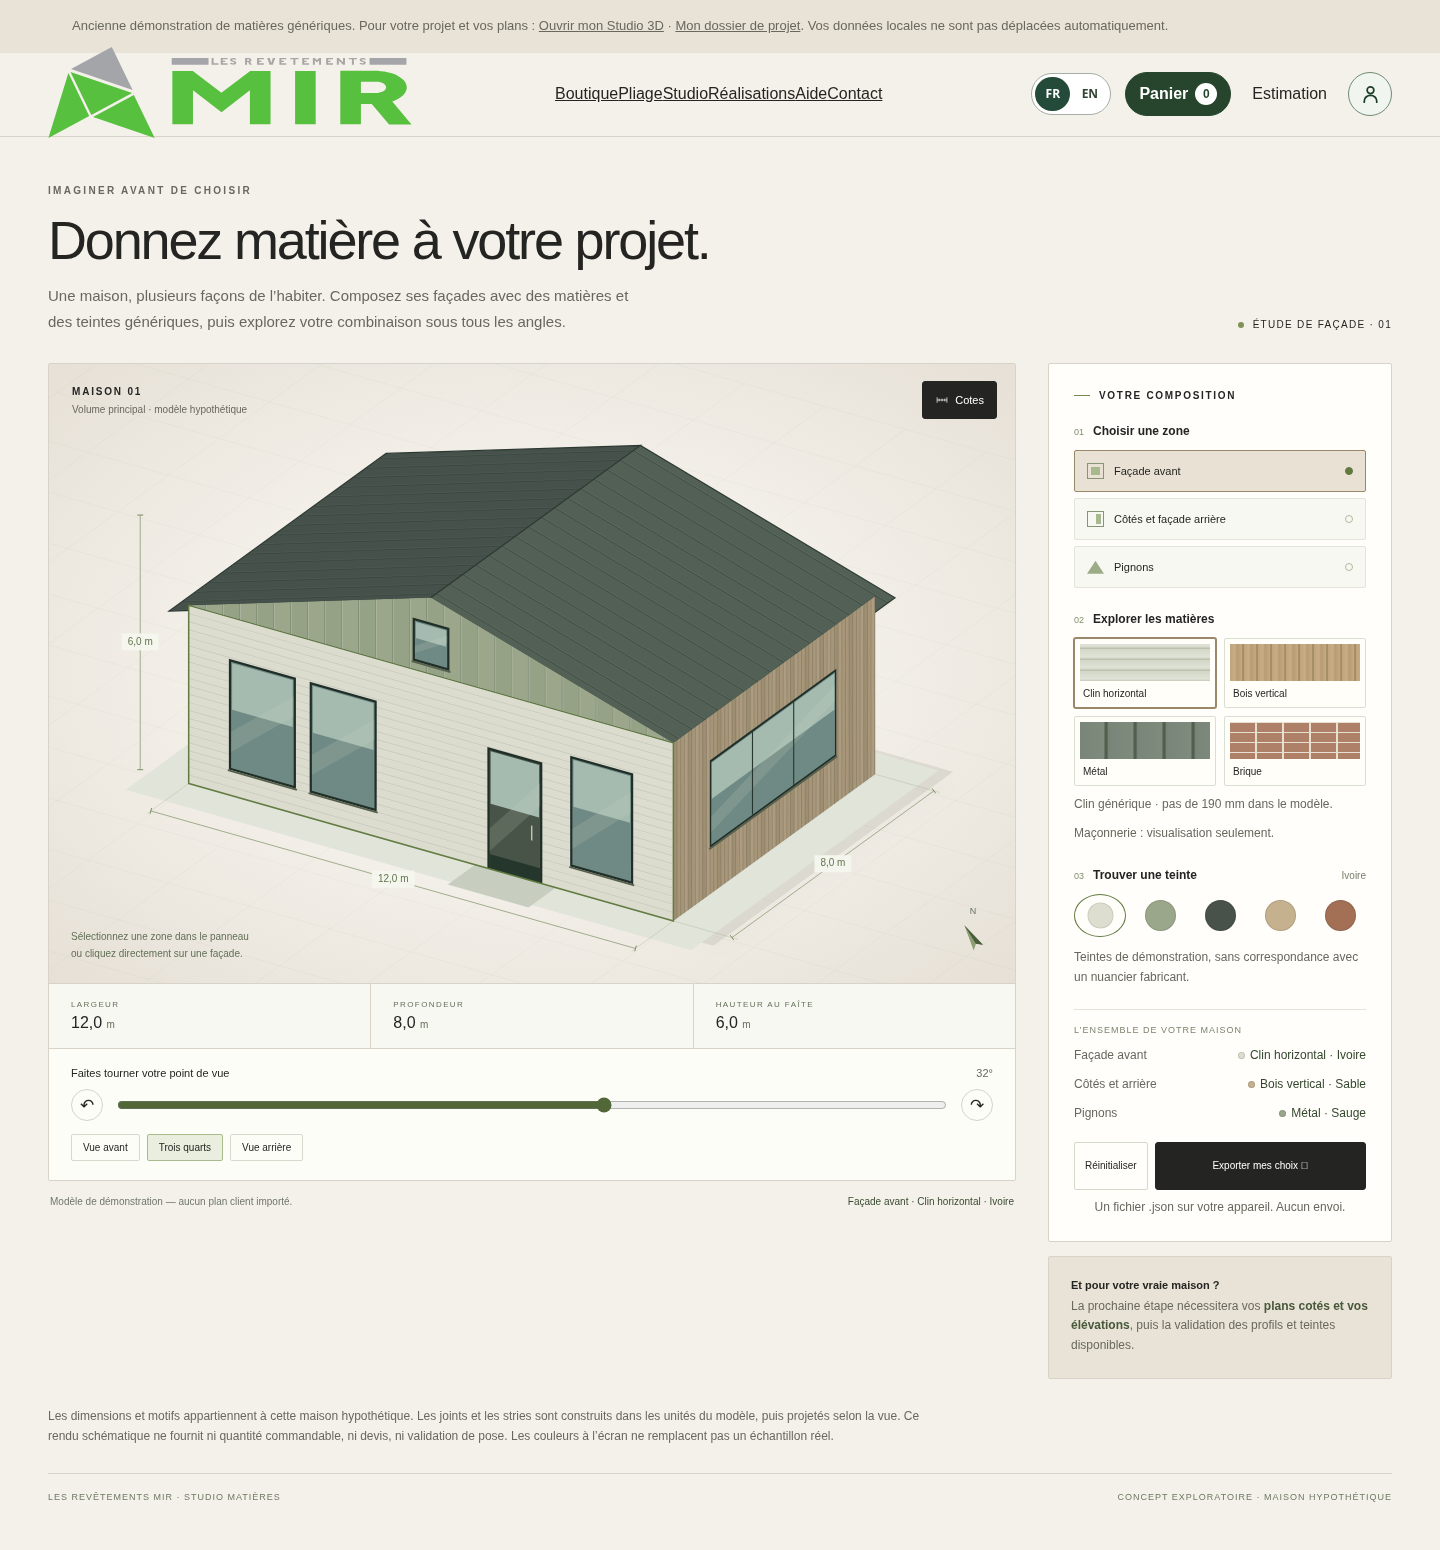 Ancienne démonstration de matières génériques. Pour votre projet et vos plans : Ouvrir mon Studio 3D · Mon dossier de projet. Vos données locales ne sont pas déplacées automatiquement.
LES REVETEMENTS
MIR
BoutiquePliageStudioRéalisationsAideContact
FR EN
Panier 0
Estimation
IMAGINER AVANT DE CHOISIR
Donnez matière à votre projet.
Une maison, plusieurs façons de l’habiter. Composez ses façades avec des matières et
des teintes génériques, puis explorez votre combinaison sous tous les angles.
ÉTUDE DE FAÇADE · 01
MAISON 01
Volume principal · modèle hypothétique
Cotes
6,0 m
12,0 m
8,0 m
N
Sélectionnez une zone dans le panneau
ou cliquez directement sur une façade.
LARGEUR
12,0 m
PROFONDEUR
8,0 m
HAUTEUR AU FAÎTE
6,0 m
Faites tourner votre point de vue
32°
↶
↷
Vue avant
Trois quarts
Vue arrière
Modèle de démonstration — aucun plan client importé.
Façade avant · Clin horizontal · Ivoire
VOTRE COMPOSITION
01 Choisir une zone
Façade avant
Côtés et façade arrière
Pignons
02 Explorer les matières
Clin horizontal
Bois vertical
Métal
Brique
Clin générique · pas de 190 mm dans le modèle.
Maçonnerie : visualisation seulement.
03 Trouver une teinte
Ivoire
Teintes de démonstration, sans correspondance avec
un nuancier fabricant.
L’ENSEMBLE DE VOTRE MAISON
Façade avant
Clin horizontal · Ivoire
Côtés et arrière
Bois vertical · Sable
Pignons
Métal · Sauge
Réinitialiser
Exporter mes choix
Un fichier .json sur votre appareil. Aucun envoi.
Et pour votre vraie maison ?
La prochaine étape nécessitera vos plans cotés et vos
élévations, puis la validation des profils et teintes
disponibles.
Les dimensions et motifs appartiennent à cette maison hypothétique. Les joints et les stries sont construits dans les unités du modèle, puis projetés selon la vue. Ce
rendu schématique ne fournit ni quantité commandable, ni devis, ni validation de pose. Les couleurs à l’écran ne remplacent pas un échantillon réel.
LES REVÊTEMENTS MIR · STUDIO MATIÈRES
CONCEPT EXPLORATOIRE · MAISON HYPOTHÉTIQUE